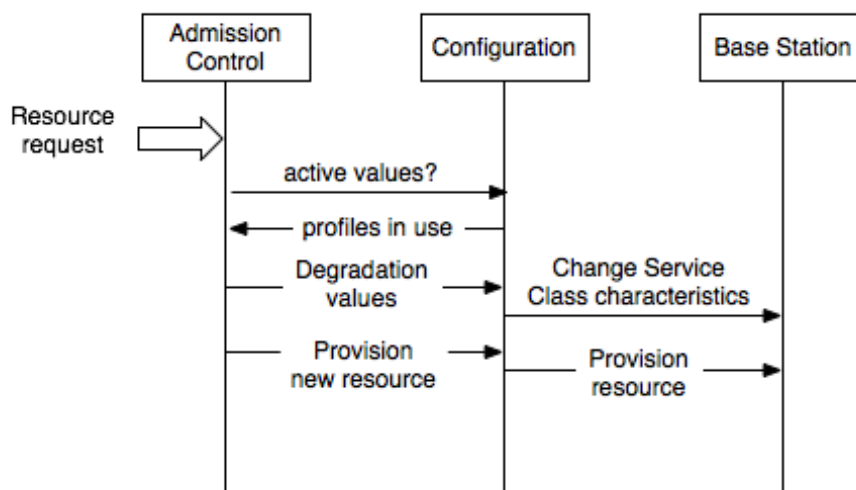 Admission
Control
Configuration
Base Station
Resource
request
active values?
profiles in use
Degradation
values
Change Service
Class characteristics
Provision
new resource
Provision
resource